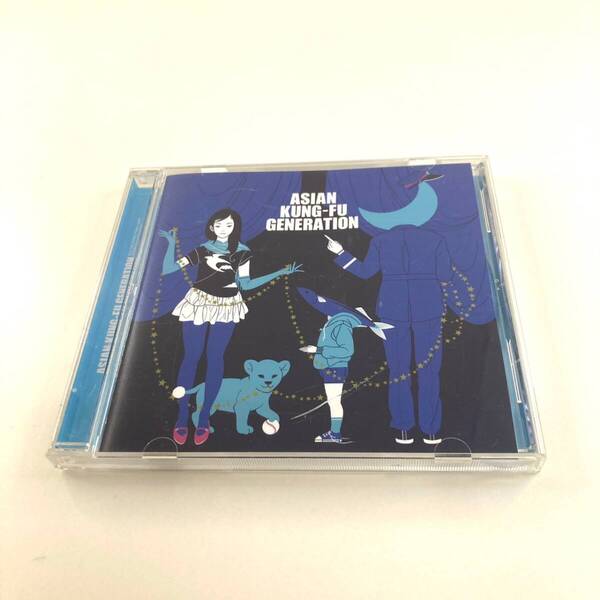 ASIAN
KUNG-FU
GENERATION
ASIAN KUNG-FU GENERATION